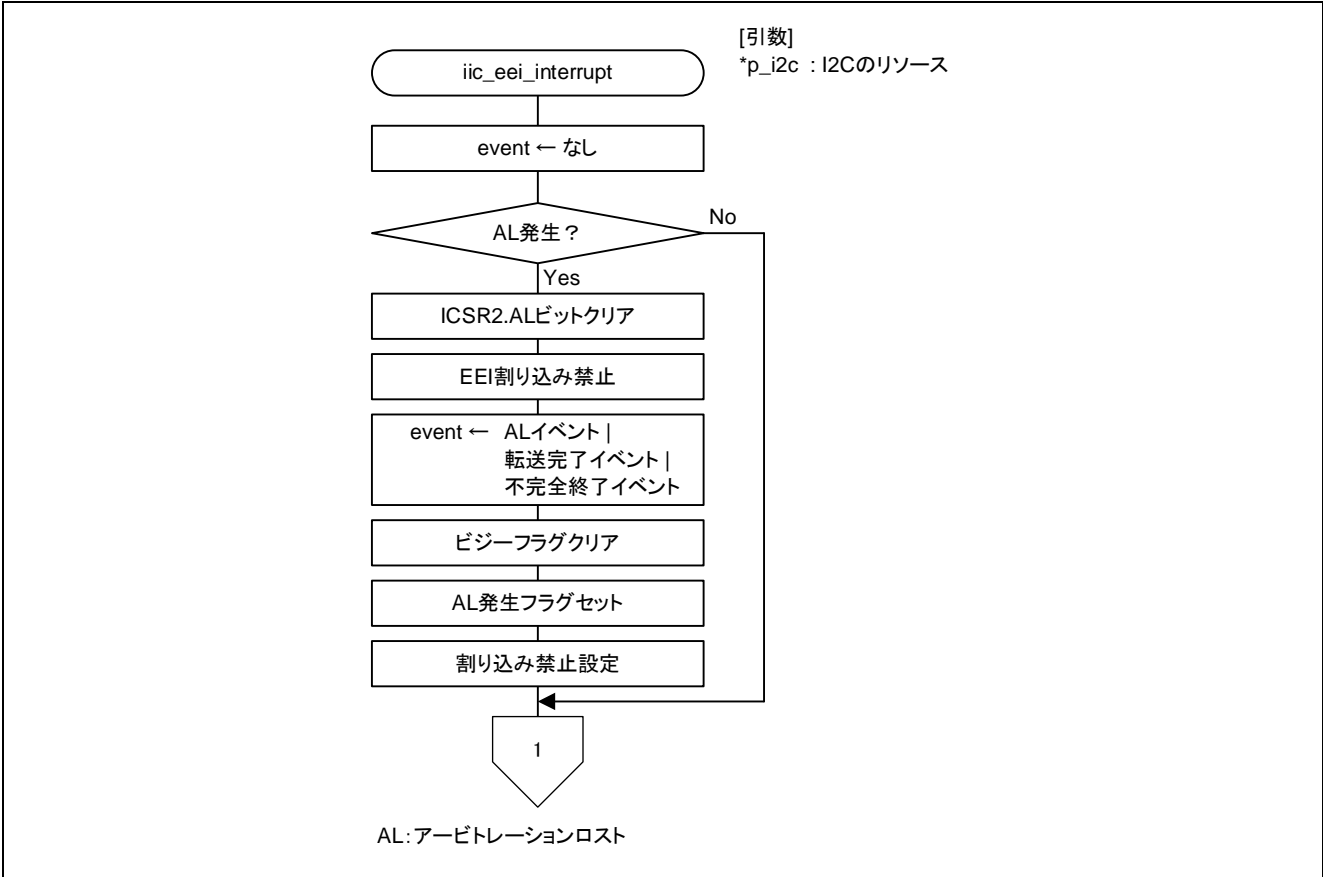 [引数]
*p_i2c : I2Cのリソース
iic_eei_interrupt
event ← なし
AL発生？
No
Yes
ICSR2.ALビットクリア
EEI割り込み禁止
event ← ALイベント |
転送完了イベント |
不完全終了イベント
ビジーフラグクリア
AL発生フラグセット
割り込み禁止設定
1
AL：アービトレーションロスト